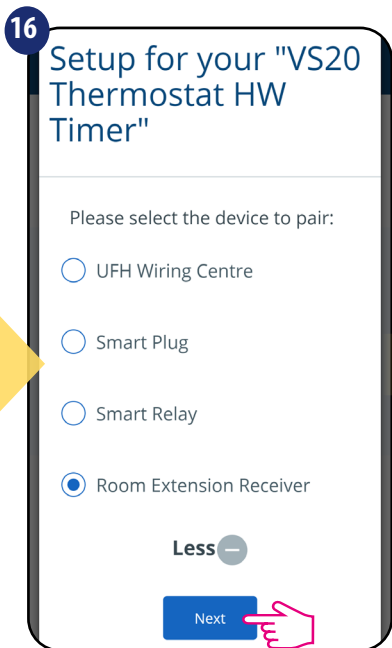 16
Setup for your "VS20
Thermostat HW
Timer"
Please select the device to pair:
UFH Wiring Centre
Smart Plug
Smart Relay
Room Extension Receiver
Less
Next